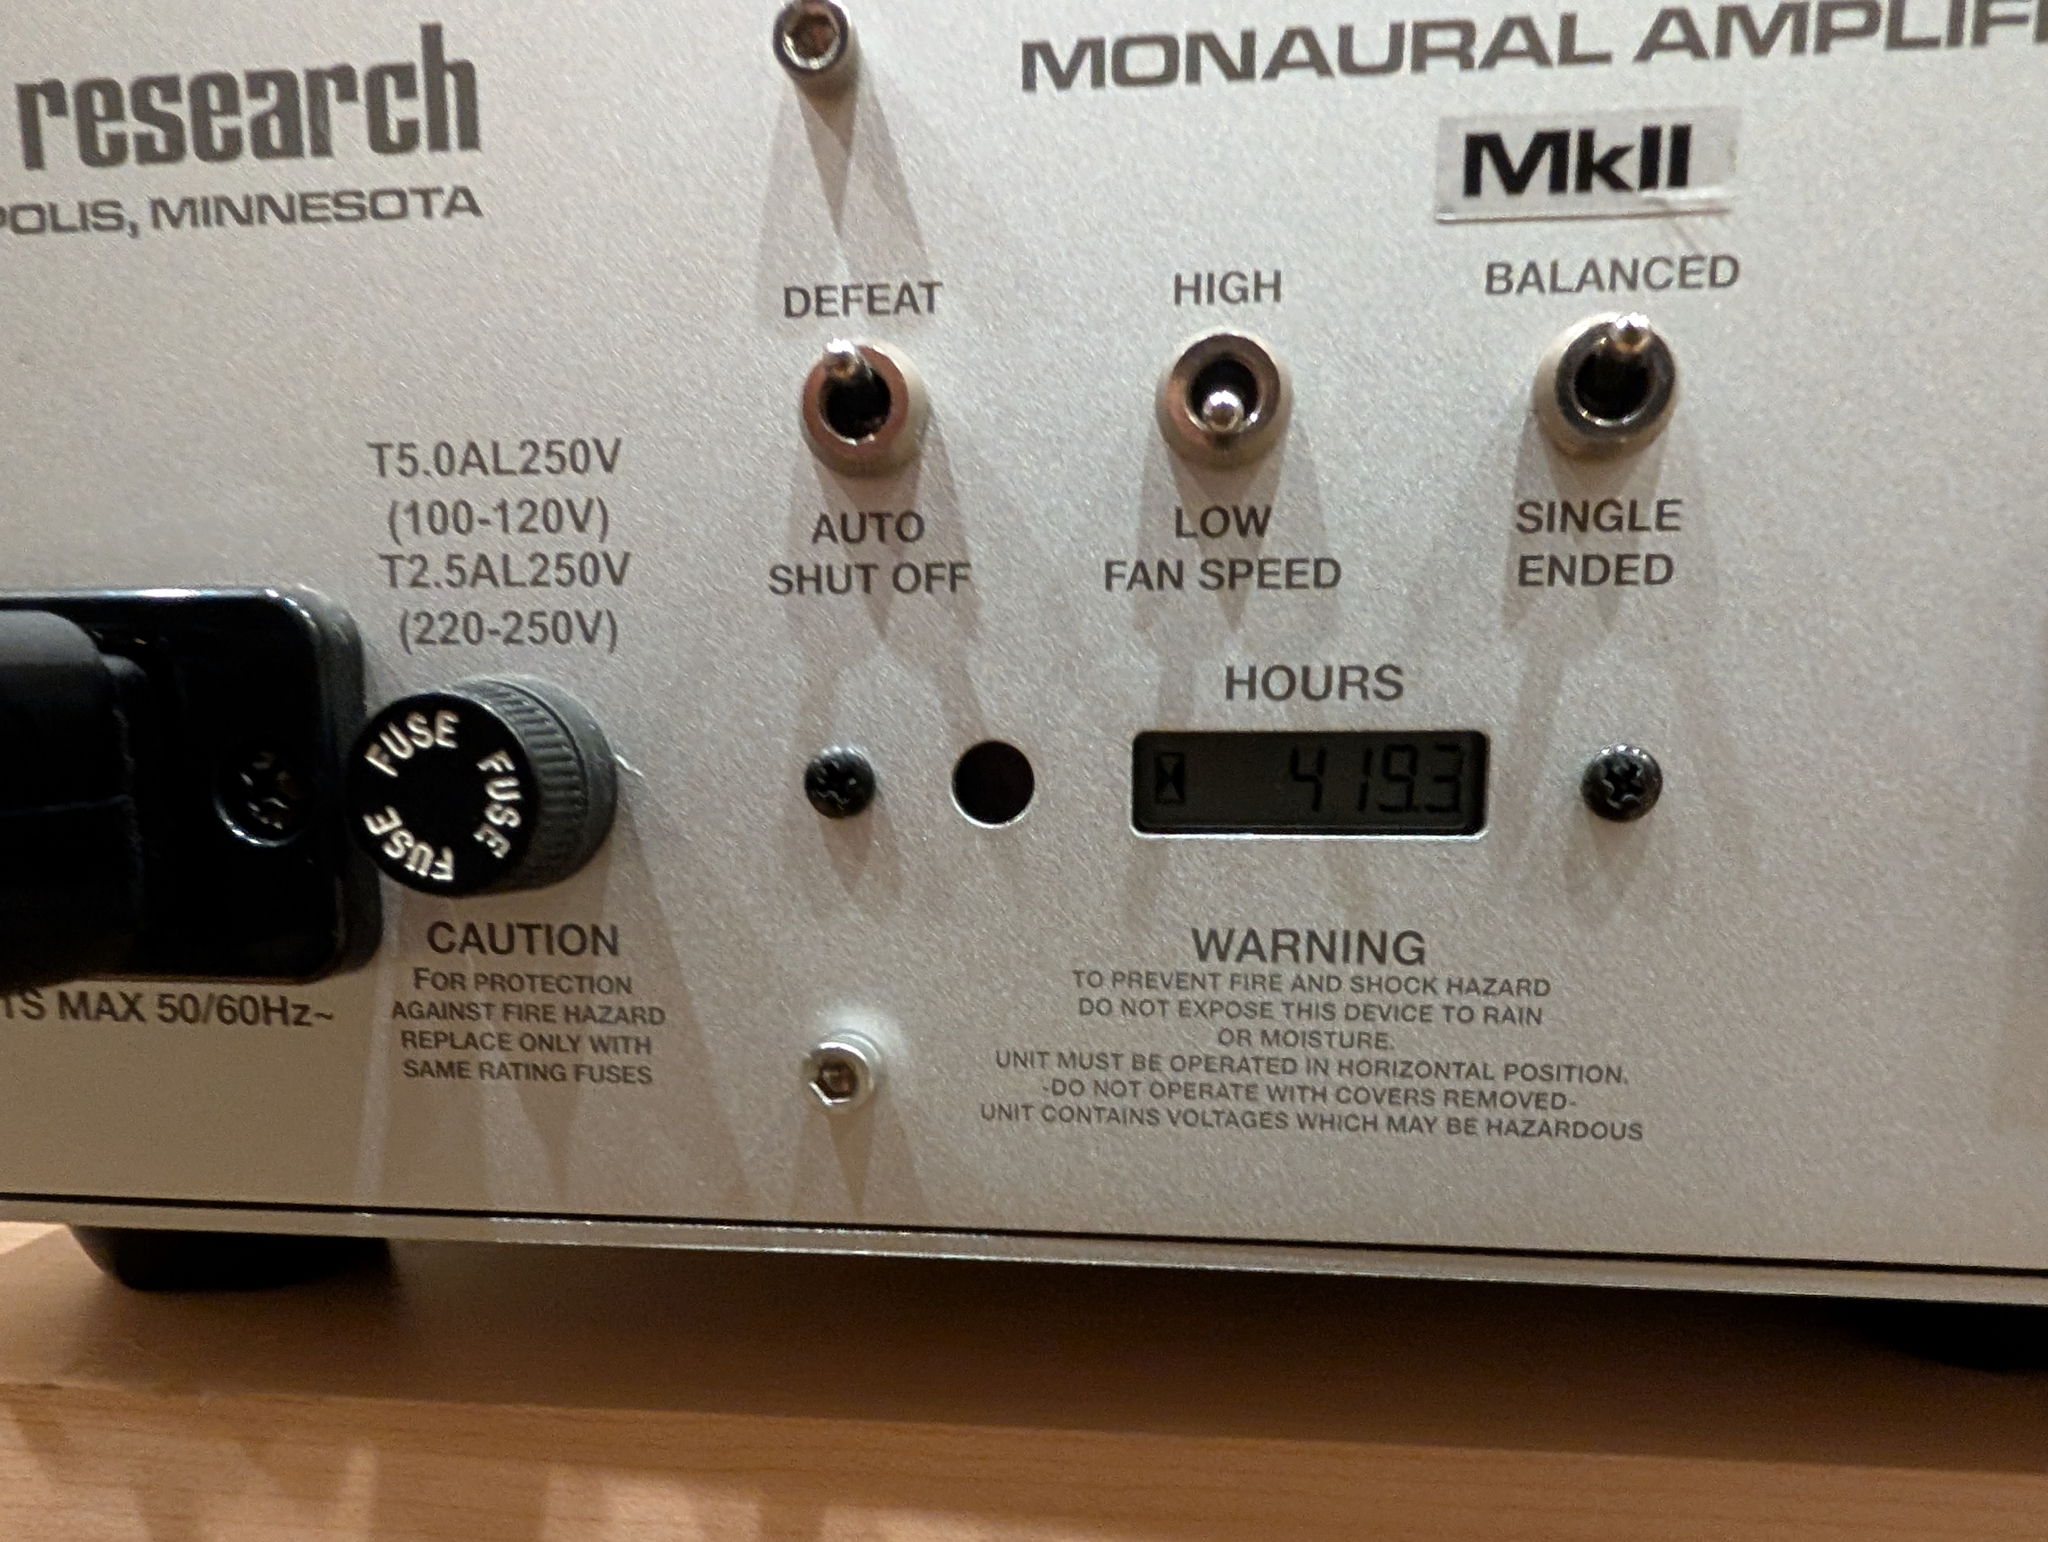 research
POLIS, MINNESOTA
MONAURAL AMPLIF
MkII
DEFEAT
HIGH
BALANCED
AUTO
SHUT OFF
LOW
FAN SPEED
SINGLE
ENDED
T5.0AL250V
(100-120V)
T2.5AL250V
(220-250V)
HOURS
419.3
FUSE FUSE FUSE
CAUTION
FOR PROTECTION
AGAINST FIRE HAZARD
REPLACE ONLY WITH
SAME RATING FUSES
TS MAX 50/60Hz~
WARNING
TO PREVENT FIRE AND SHOCK HAZARD
DO NOT EXPOSE THIS DEVICE TO RAIN
OR MOISTURE.
UNIT MUST BE OPERATED IN HORIZONTAL POSITION.
-DO NOT OPERATE WITH COVERS REMOVED-
UNIT CONTAINS VOLTAGES WHICH MAY BE HAZARDOUS